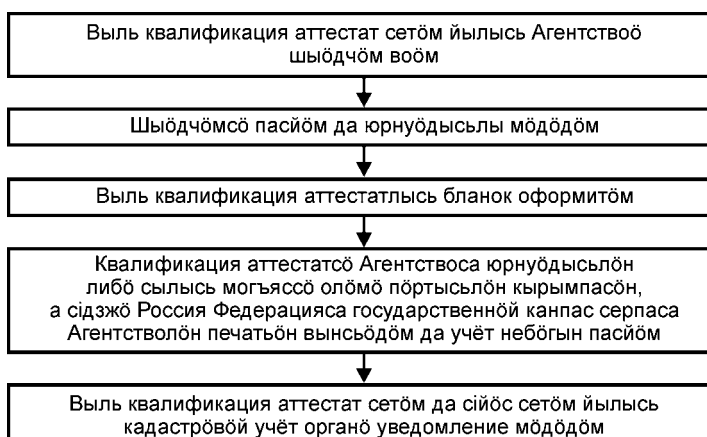 Выль квалификация аттестат сетӧм йылысь Агентствоӧ
шыӧдчӧм воӧм
Шыӧдчӧмсӧ пасйӧм да юрнуӧдысьлы мӧдӧдӧм
Выль квалификация аттестатлысь бланок оформитӧм
Квалификация аттестатсӧ Агентствоса юрнуӧдысьлӧн
либӧ сылысь могъяссӧ олӧмӧ пӧртысьлӧн кырымпасӧн,
а сідзжӧ Россия Федерацияса государственнӧй канпас серпаса
Агентстволӧн печатьӧн вынсьӧдӧм да учёт небӧгын пасйӧм
Выль квалификация аттестат сетӧм да сійӧс сетӧм йылысь
кадастрӧвӧй учёт органӧ уведомление мӧдӧдӧм